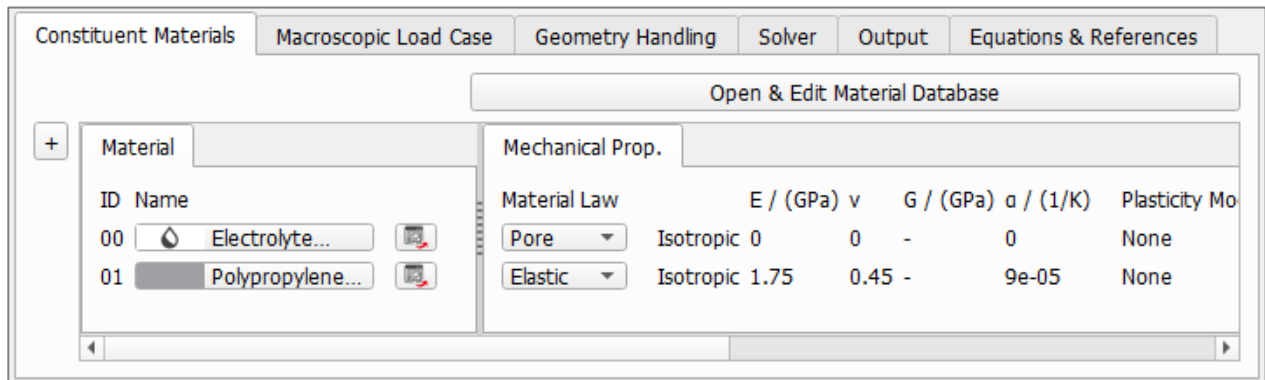 Constituent Materials Macroscopic Load Case Geometry Handling Solver Output Equations & References
Open & Edit Material Database
+ Material Mechanical Prop.
ID Name Material Law E / (GPa) ν G / (GPa) α / (1/K) Plasticity Mo
00 Electrolyte... Pore Isotropic 0 0 - 0 None
01 Polypropylene... Elastic Isotropic 1.75 0.45 - 9e-05 None